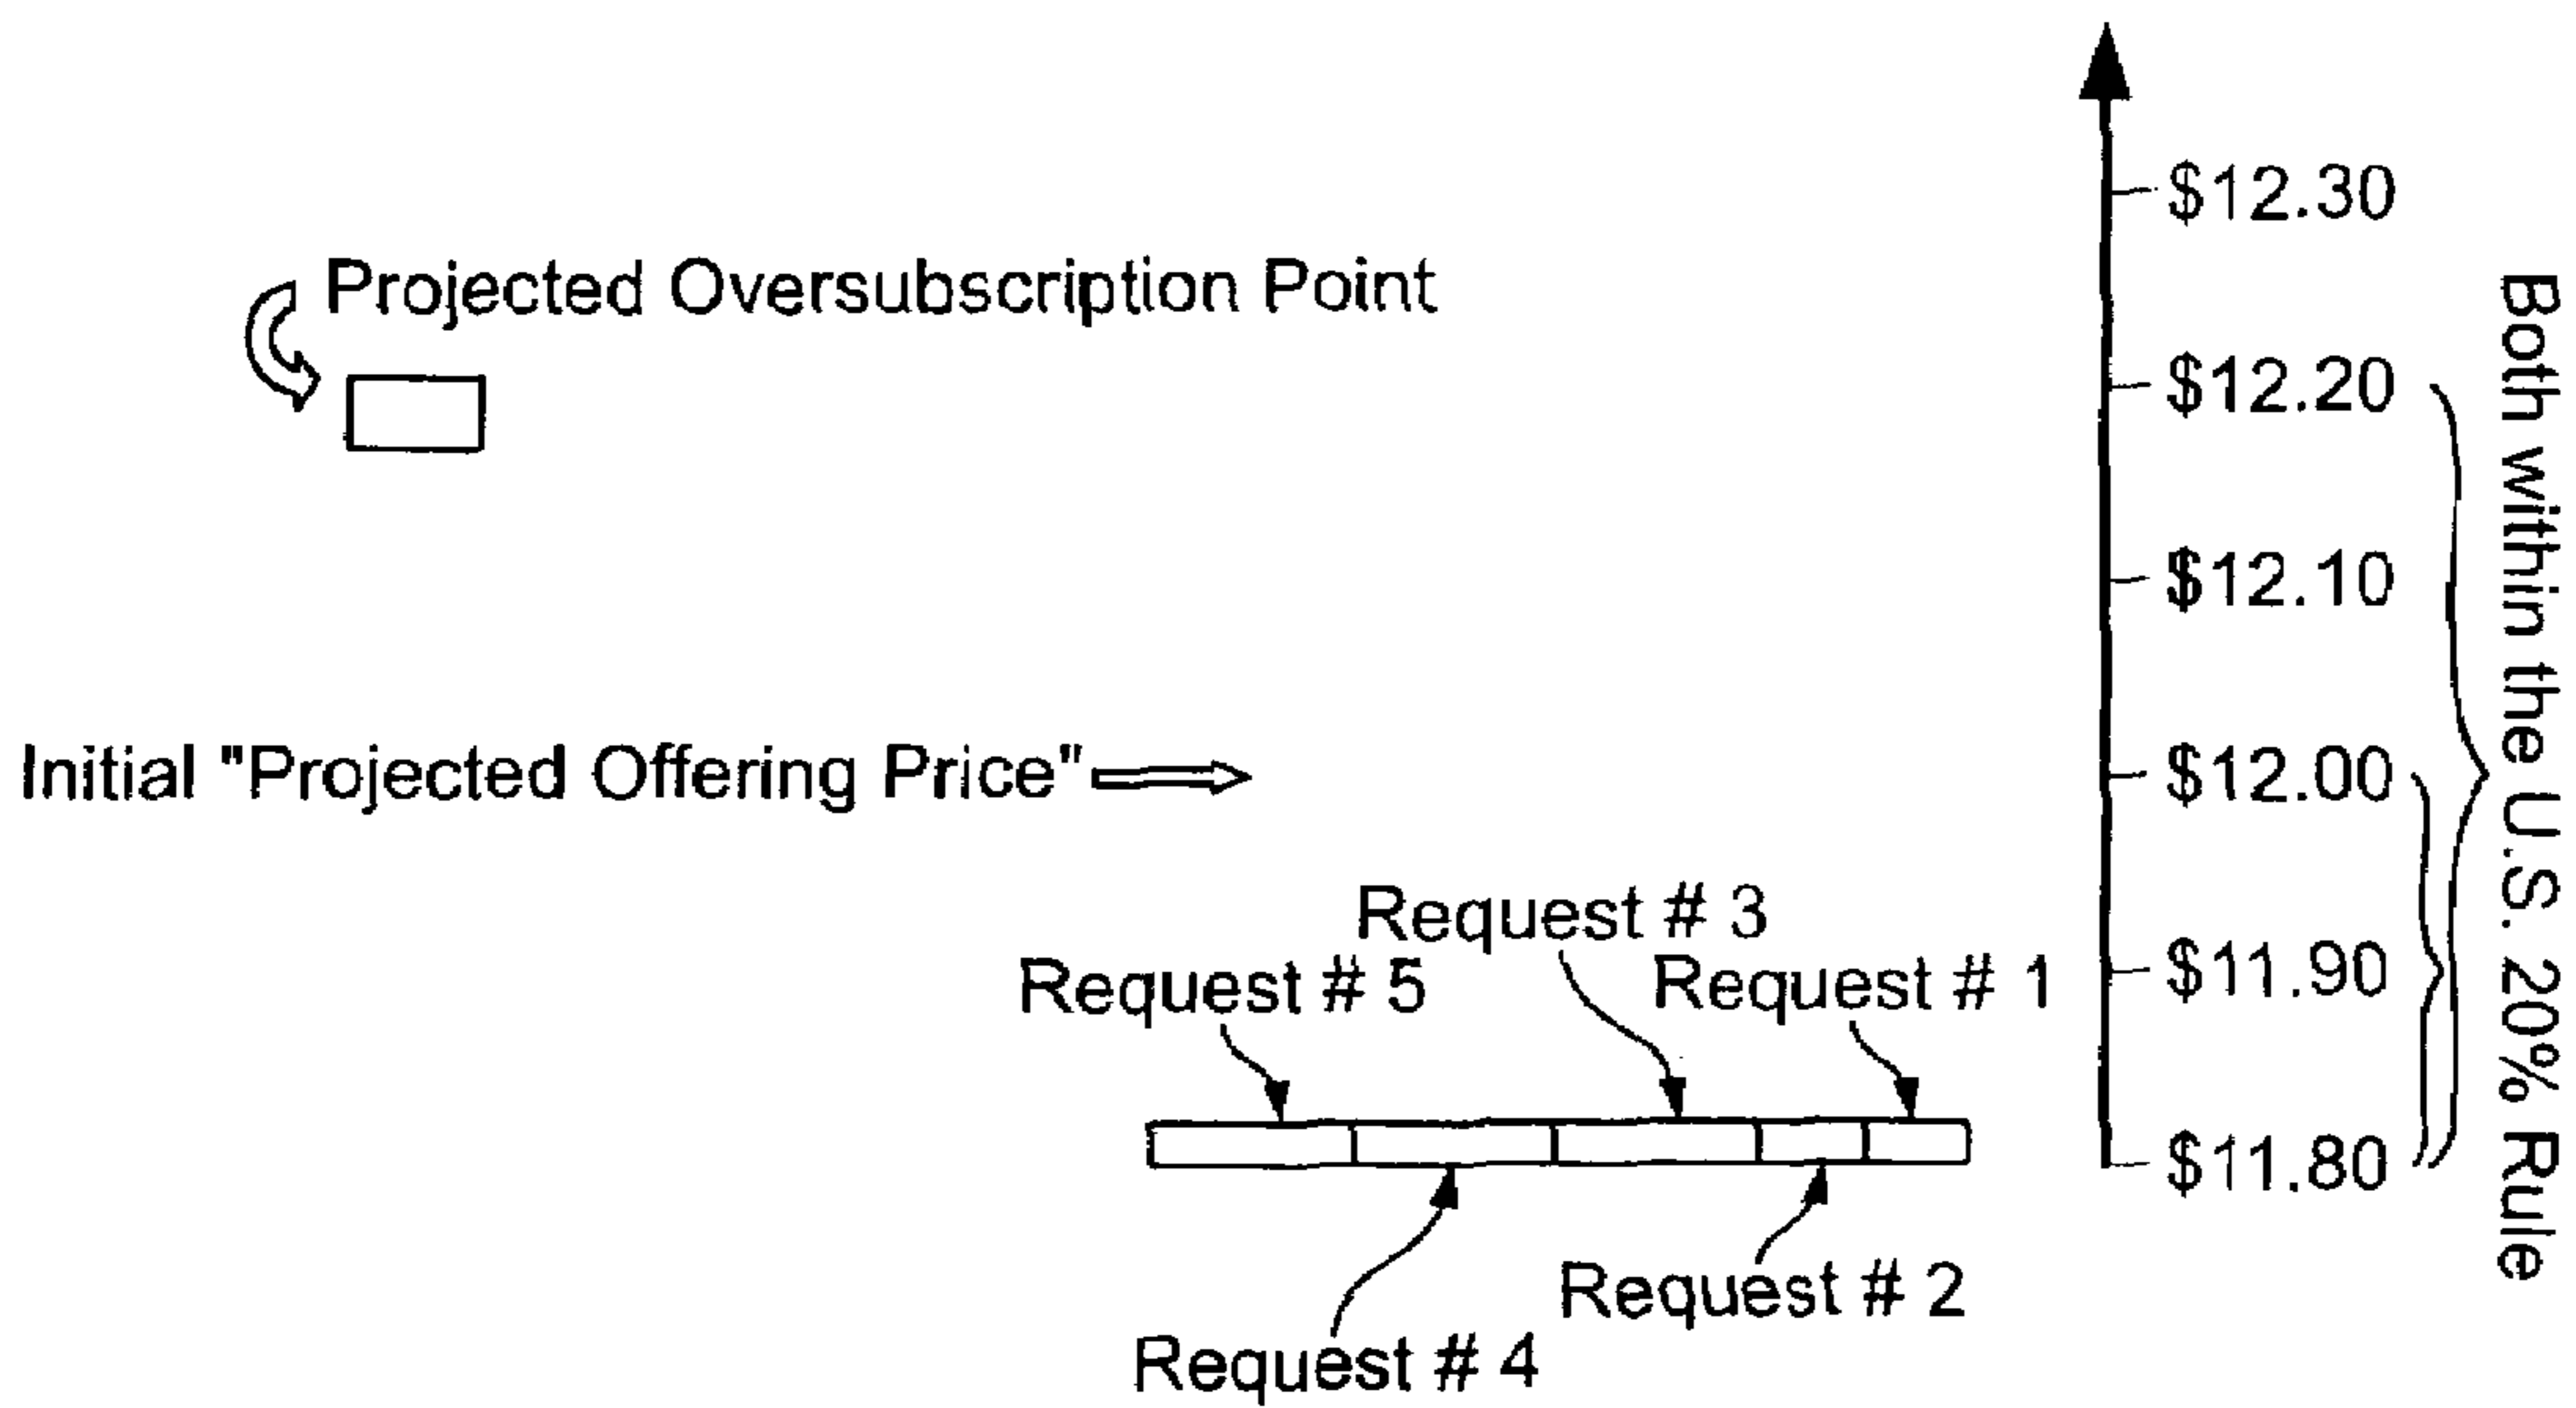 $12.30
Projected Oversubscription Point
$12.20
$12.10
Initial "Projected Offering Price"
$12.00
Request # 3
Request # 5
Request # 1
$11.90
$11.80
Request # 2
Request # 4
Both within the U.S. 20% Rule